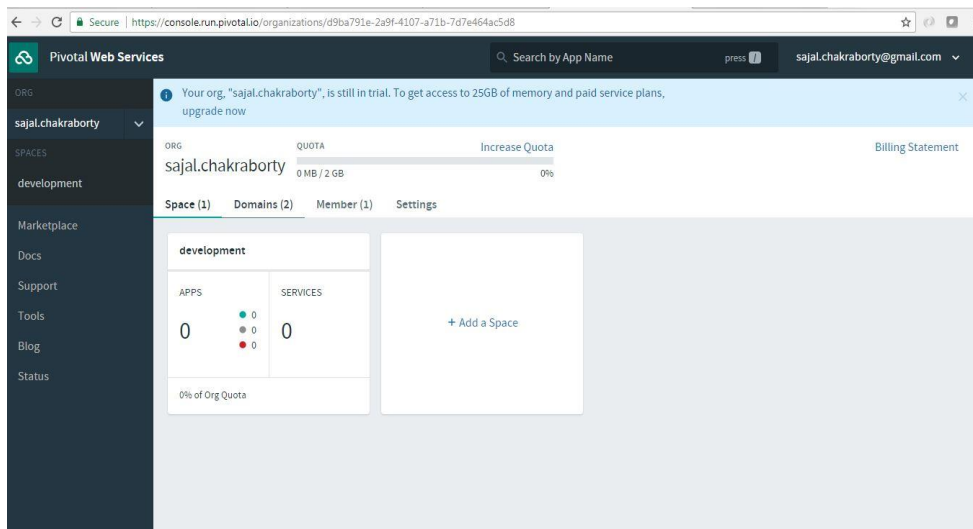 Secure | https://console.run.pivotal.io/organizations/d9ba791e-2a9f-4107-a71b-7d7e464ac5d8
Pivotal Web Services
Search by App Name
press /
sajal.chakraborty@gmail.com
ORG
sajal.chakraborty
SPACES
development
Marketplace
Docs
Support
Tools
Blog
Status
Your org, "sajal.chakraborty", is still in trial. To get access to 25GB of memory and paid service plans,
upgrade now
ORG
sajal.chakraborty
QUOTA
Increase Quota
0 MB / 2 GB
0%
Billing Statement
Space (1)
Domains (2)
Member (1)
Settings
development
APPS
0
0
0
0
SERVICES
0
0% of Org Quota
+ Add a Space